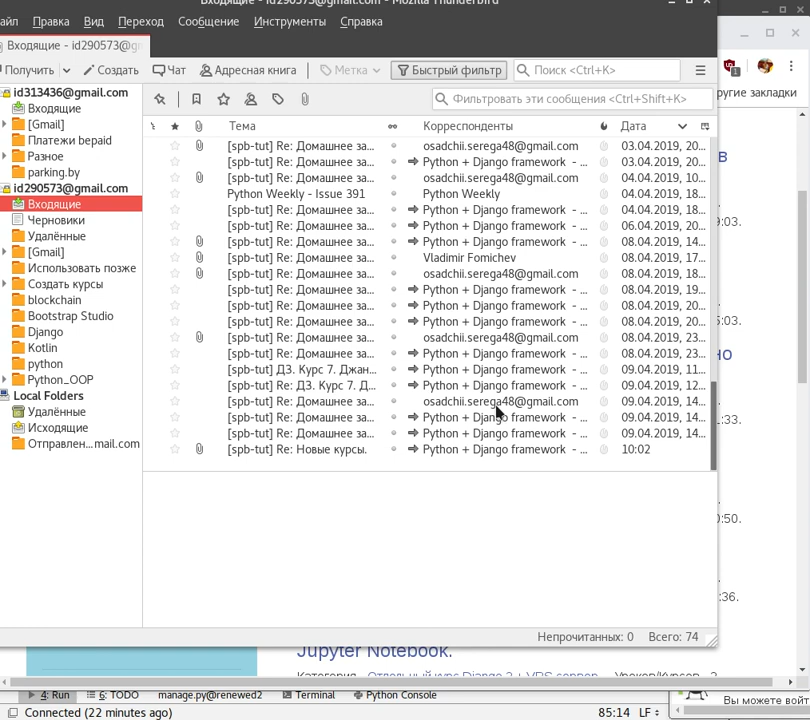 Входящие - id290573@gmail.com - Mozilla Thunderbird
айл Правка Вид Переход Сообщение Инструменты Справка
Входящие - id290573@g
Получить Создать Чат Адресная книга Метка Быстрый фильтр Поиск <Ctrl+K>
1
ругие закладки
Фильтровать эти сообщения <Ctrl+Shift+K>
Тема Корреспонденты Дата
id313436@gmail.com
Входящие
[Gmail]
Платежи bepaid
Разное
parking.by
id290573@gmail.com
Входящие
Черновики
Удалённые
[Gmail]
Использовать позже
Создать курсы
blockchain
Bootstrap Studio
Django
Kotlin
python
Python_OOP
Local Folders
Удалённые
Исходящие
Отправлен...mail.com
[spb-tut] Re: Домашнее за... osadchii.serega48@gmail.com 03.04.2019, 20...
[spb-tut] Re: Домашнее за... Python + Django framework - ... 03.04.2019, 20...
[spb-tut] Re: Домашнее за... osadchii.serega48@gmail.com 04.04.2019, 10...
Python Weekly - Issue 391 Python Weekly 04.04.2019, 18...
[spb-tut] Re: Домашнее за... Python + Django framework - ... 04.04.2019, 18...
[spb-tut] Re: Домашнее за... Python + Django framework - ... 06.04.2019, 20...
[spb-tut] Re: Домашнее за... Python + Django framework - ... 08.04.2019, 14...
[spb-tut] Re: Домашнее за... Vladimir Fomichev 08.04.2019, 17...
[spb-tut] Re: Домашнее за... osadchii.serega48@gmail.com 08.04.2019, 18...
[spb-tut] Re: Домашнее за... Python + Django framework - ... 08.04.2019, 19...
[spb-tut] Re: Домашнее за... Python + Django framework - ... 08.04.2019, 20...
[spb-tut] Re: Домашнее за... Python + Django framework - ... 08.04.2019, 20...
[spb-tut] Re: Домашнее за... osadchii.serega48@gmail.com 08.04.2019, 23...
[spb-tut] Re: Домашнее за... Python + Django framework - ... 08.04.2019, 23...
[spb-tut] ДЗ. Курс 7. Джан... Python + Django framework - ... 09.04.2019, 11...
[spb-tut] Re: ДЗ. Курс 7. Д... Python + Django framework - ... 09.04.2019, 12...
[spb-tut] Re: Домашнее за... osadchii.serega48@gmail.com 09.04.2019, 14...
[spb-tut] Re: Домашнее за... Python + Django framework - ... 09.04.2019, 14...
[spb-tut] Re: Домашнее за... Python + Django framework - ... 09.04.2019, 14...
[spb-tut] Re: Новые курсы. Python + Django framework - ... 10:02
в
:03.
5:03.
но
:33.
0:50.
:36.
Непрочитанных: 0 Всего: 74
Jupyter Notebook.
4: Run 6: TODO manage.py@renewed2 Terminal Python Console
Вы можете войт
Connected (22 minutes ago) 85:14 LF